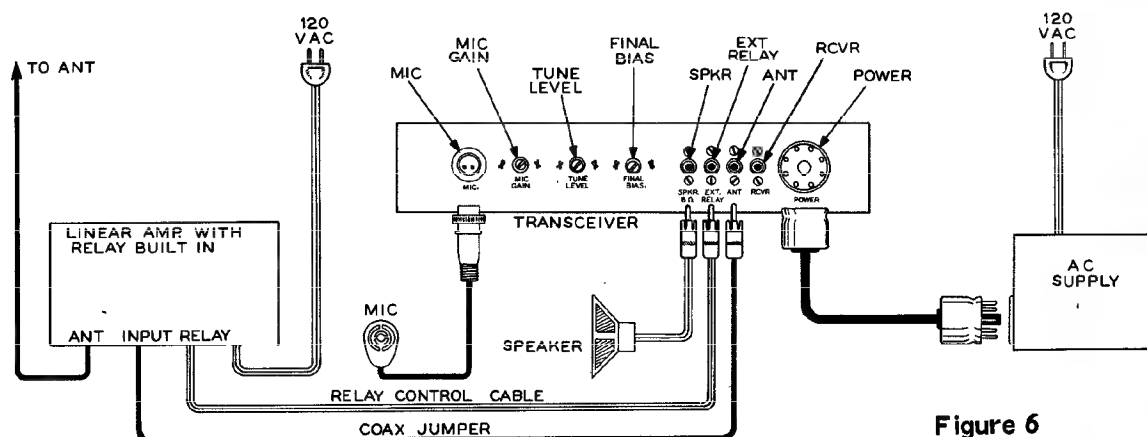 120
VAC
TO ANT
MIC
MIC
GAIN
TUNE
LEVEL
FINAL
BIAS
SPKR
EXT
RELAY
ANT
RCVR
POWER
120
VAC
MIC.
MIC
GAIN
TUNE
LEVEL
FINAL
BIAS.
SPKR.
8 Ω
EXT.
RELAY
ANT
RCVR
POWER
TRANSCEIVER
LINEAR AMP. WITH
RELAY BUILT IN
ANT INPUT RELAY
MIC
SPEAKER
AC
SUPPLY
RELAY CONTROL CABLE
COAX JUMPER
Figure 6